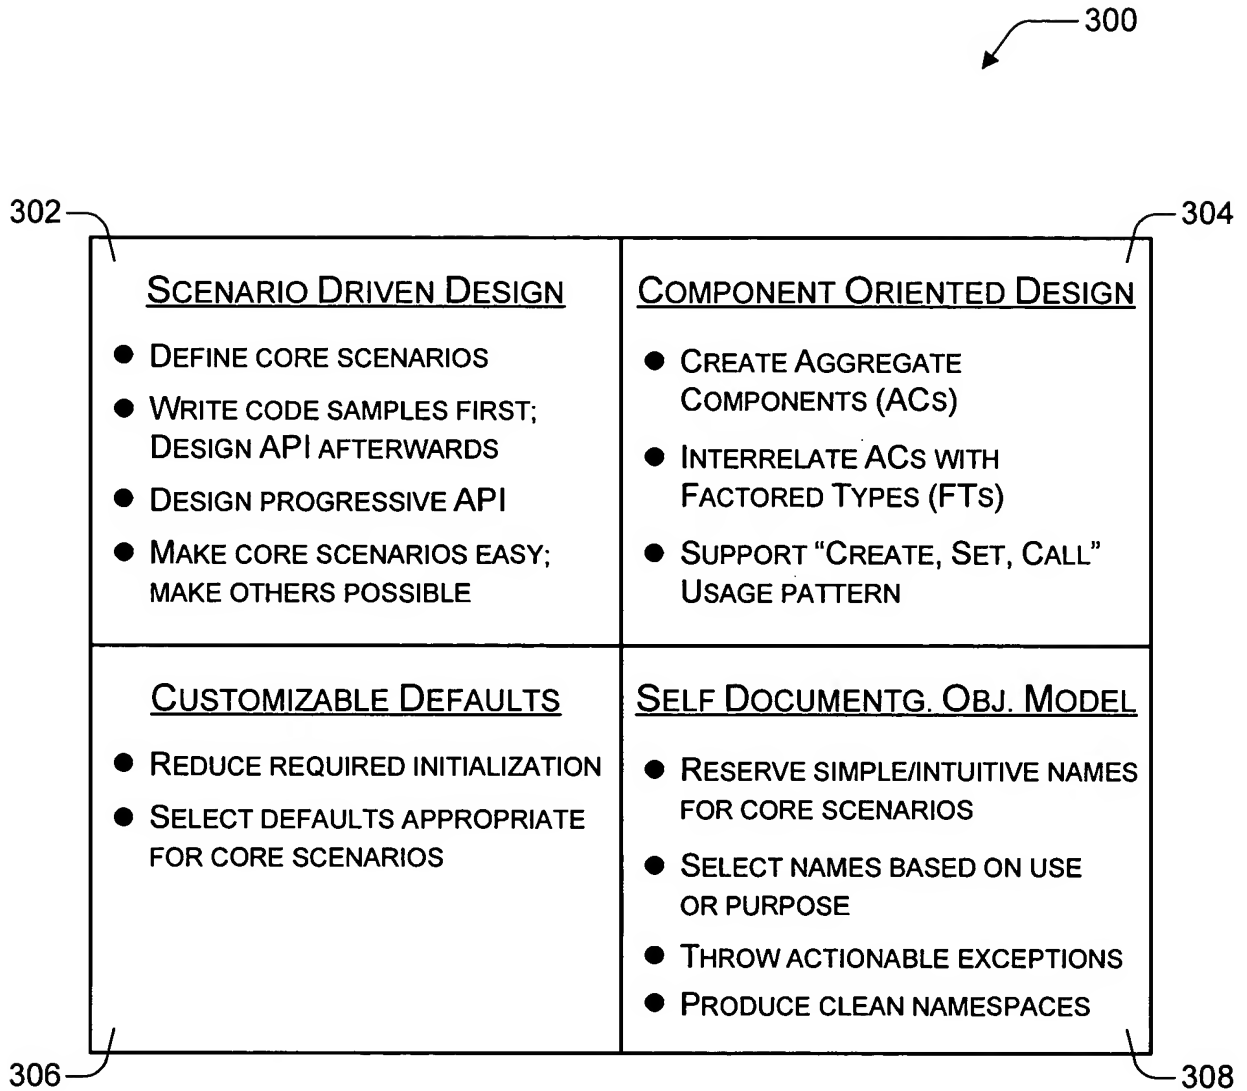 300
302
304
SCENARIO DRIVEN DESIGN
● DEFINE CORE SCENARIOS
● WRITE CODE SAMPLES FIRST;
DESIGN API AFTERWARDS
● DESIGN PROGRESSIVE API
● MAKE CORE SCENARIOS EASY;
MAKE OTHERS POSSIBLE
COMPONENT ORIENTED DESIGN
● CREATE AGGREGATE
COMPONENTS (ACS)
● INTERRELATE ACS WITH
FACTORED TYPES (FTS)
● SUPPORT “CREATE, SET, CALL”
USAGE PATTERN
CUSTOMIZABLE DEFAULTS
● REDUCE REQUIRED INITIALIZATION
● SELECT DEFAULTS APPROPRIATE
FOR CORE SCENARIOS
SELF DOCUMENTG. OBJ. MODEL
● RESERVE SIMPLE/INTUITIVE NAMES
FOR CORE SCENARIOS
● SELECT NAMES BASED ON USE
OR PURPOSE
● THROW ACTIONABLE EXCEPTIONS
● PRODUCE CLEAN NAMESPACES
306
308